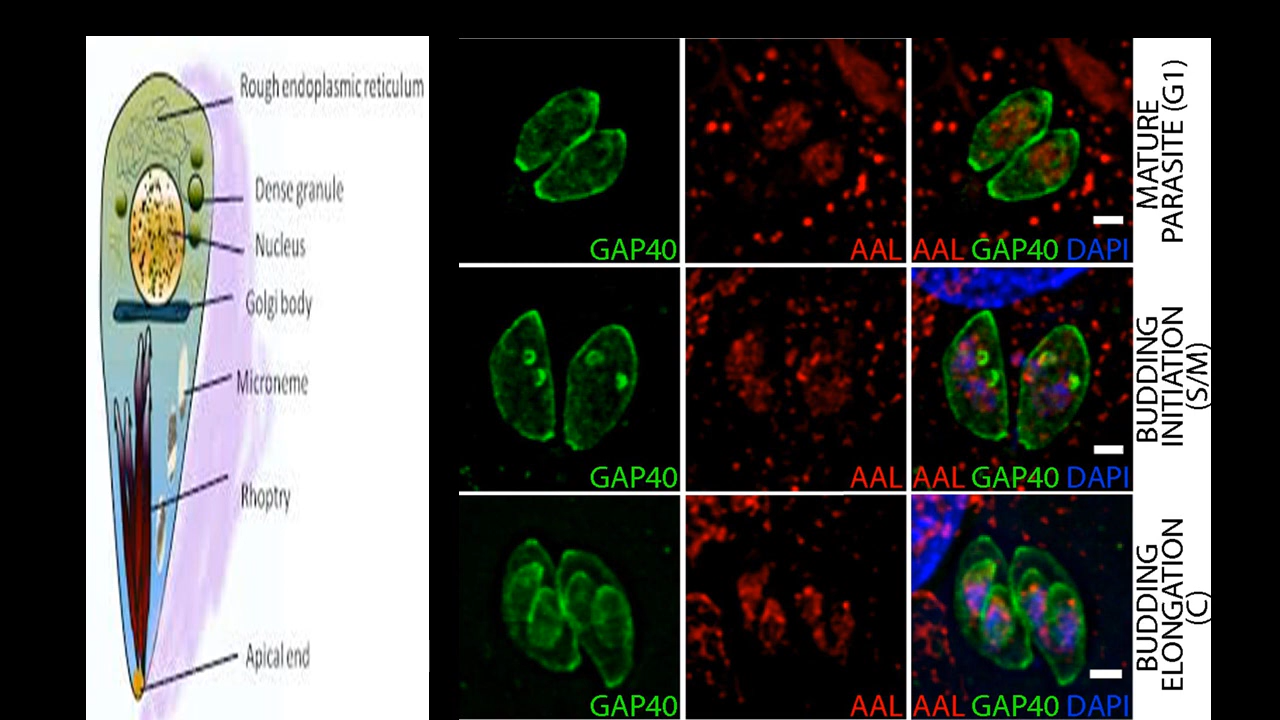 Rough endoplasmic reticulum
Dense granule
Nucleus
Golgi body
Microneme
Rhoptry
Apical end
GAP40
AAL
AAL GAP40 DAPI
MATURE
PARASITE (G1)
GAP40
AAL
AAL GAP40 DAPI
BUDDING
INITIATION
(S/M)
GAP40
AAL
AAL GAP40 DAPI
BUDDING
ELONGATION
(C)